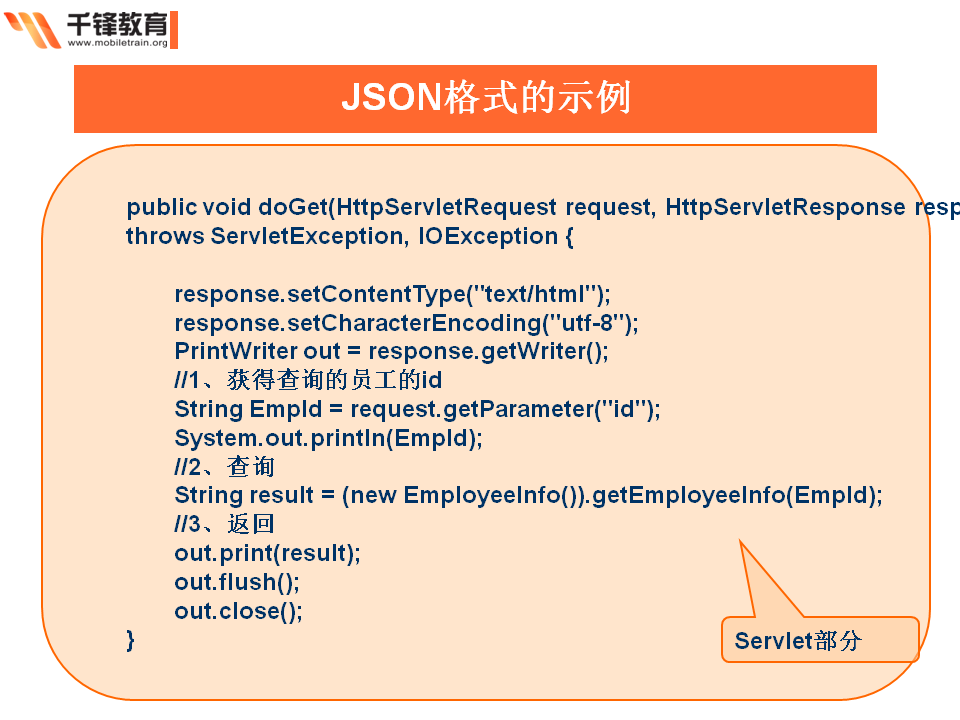 千锋教育
www.mobiletrain.org
JSON格式的示例
public void doGet(HttpServletRequest request, HttpServletResponse resp
throws ServletException, IOException {
response.setContentType("text/html");
response.setCharacterEncoding("utf-8");
PrintWriter out = response.getWriter();
//1、获得查询的员工的id
String EmpId = request.getParameter("id");
System.out.println(EmpId);
//2、查询
String result = (new EmployeeInfo()).getEmployeeInfo(EmpId);
//3、返回
out.print(result);
out.flush();
out.close();
}
Servlet部分